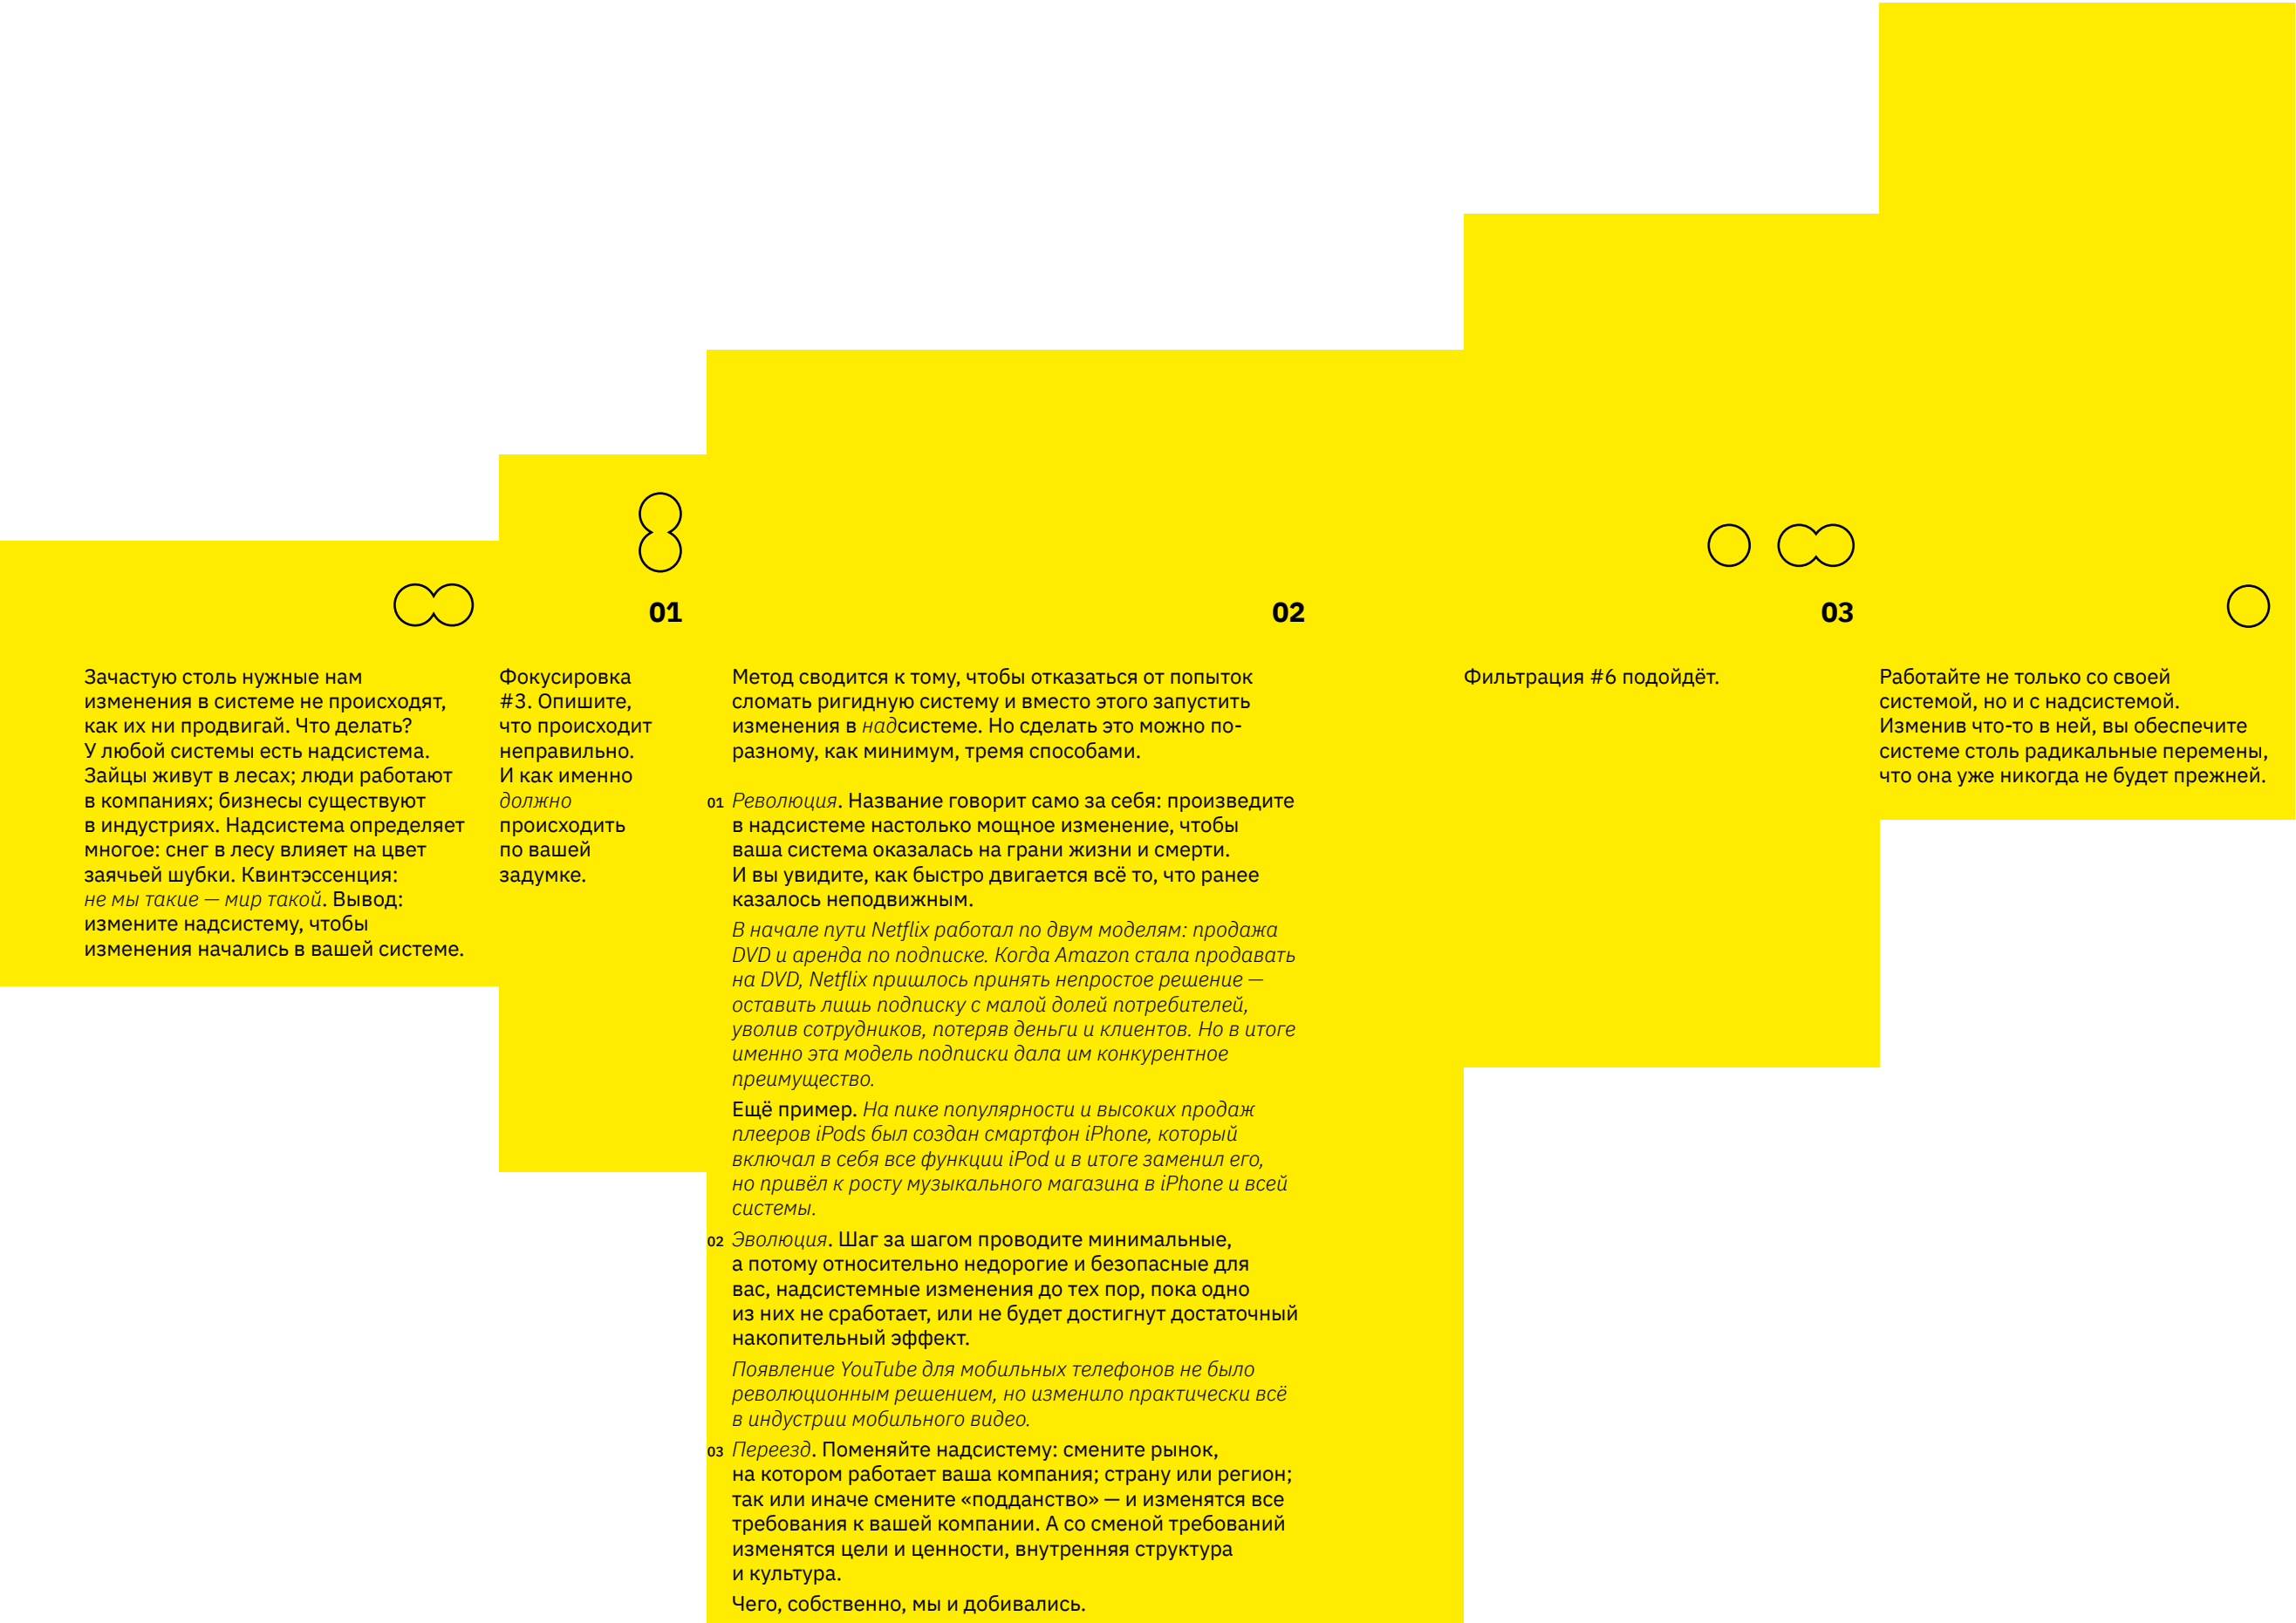 Зачастую столь нужные нам
изменения в системе не происходят,
как их ни продвигай. Что делать?
У любой системы есть надсистема.
Зайцы живут в лесах; люди работают
в компаниях; бизнесы существуют
в индустриях. Надсистема определяет
многое: снег в лесу влияет на цвет
заячьей шубки. Квинтэссенция:
не мы такие — мир такой. Вывод:
измените надсистему, чтобы
изменения начались в вашей системе.
01
Фокусировка
#3. Опишите,
что происходит
неправильно.
И как именно
должно
происходить
по вашей
задумке.
02
Метод сводится к тому, чтобы отказаться от попыток
сломать ригидную систему и вместо этого запустить
изменения в надсистеме. Но сделать это можно по-
разному, как минимум, тремя способами.
01 Революция. Название говорит само за себя: произведите
в надсистеме настолько мощное изменение, чтобы
ваша система оказалась на грани жизни и смерти.
И вы увидите, как быстро двигается всё то, что ранее
казалось неподвижным.
В начале пути Netflix работал по двум моделям: продажа
DVD и аренда по подписке. Когда Amazon стала продавать
на DVD, Netflix пришлось принять непростое решение —
оставить лишь подписку с малой долей потребителей,
уволив сотрудников, потеряв деньги и клиентов. Но в итоге
именно эта модель подписки дала им конкурентное
преимущество.
Ещё пример. На пике популярности и высоких продаж
плееров iPods был создан смартфон iPhone, который
включал в себя все функции iPod и в итоге заменил его,
но привёл к росту музыкального магазина в iPhone и всей
системы.
02 Эволюция. Шаг за шагом проводите минимальные,
а потому относительно недорогие и безопасные для
вас, надсистемные изменения до тех пор, пока одно
из них не сработает, или не будет достигнут достаточный
накопительный эффект.
Появление YouTube для мобильных телефонов не было
революционным решением, но изменило практически всё
в индустрии мобильного видео.
03 Переезд. Поменяйте надсистему: смените рынок,
на котором работает ваша компания; страну или регион;
так или иначе смените «подданство» — и изменятся все
требования к вашей компании. А со сменой требований
изменятся цели и ценности, внутренняя структура
и культура.
Чего, собственно, мы и добивались.
03
Фильтрация #6 подойдёт.
Работайте не только со своей
системой, но и с надсистемой.
Изменив что-то в ней, вы обеспечите
системе столь радикальные перемены,
что она уже никогда не будет прежней.